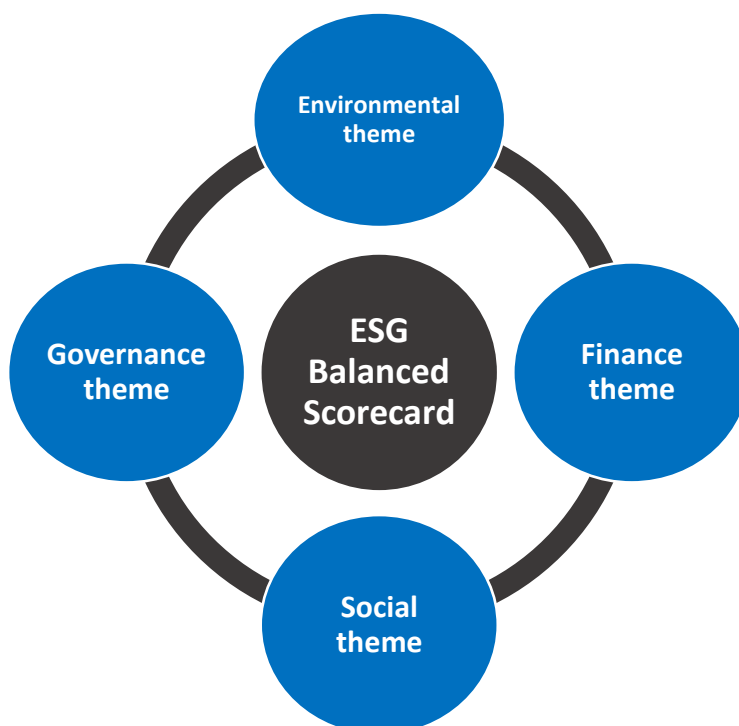 Environmental
theme
Governance
theme
ESG
Balanced
Scorecard
Finance
theme
Social
theme